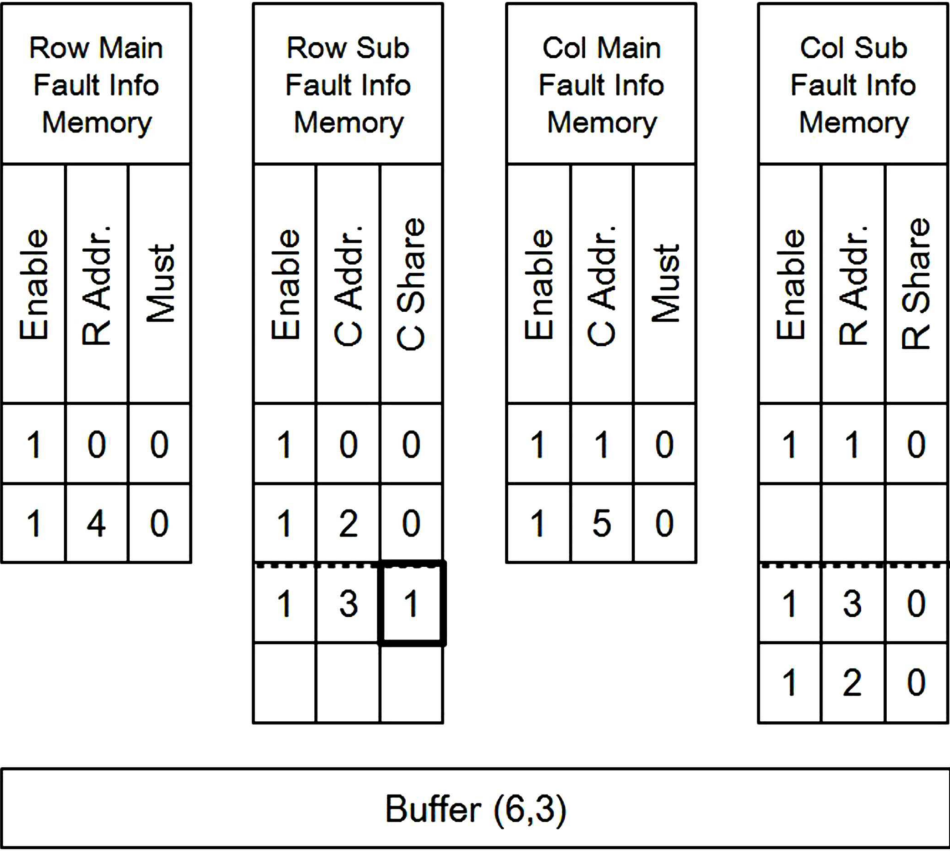 Row Main
Fault Info
Memory
Enable
R Addr.
Must
1 0 0
1 4 0
Row Sub
Fault Info
Memory
Enable
C Addr.
C Share
1 0 0
1 2 0
1 3 1
Col Main
Fault Info
Memory
Enable
C Addr.
Must
1 1 0
1 5 0
Col Sub
Fault Info
Memory
Enable
R Addr.
R Share
1 1 0
1 3 0
1 2 0
Buffer (6,3)